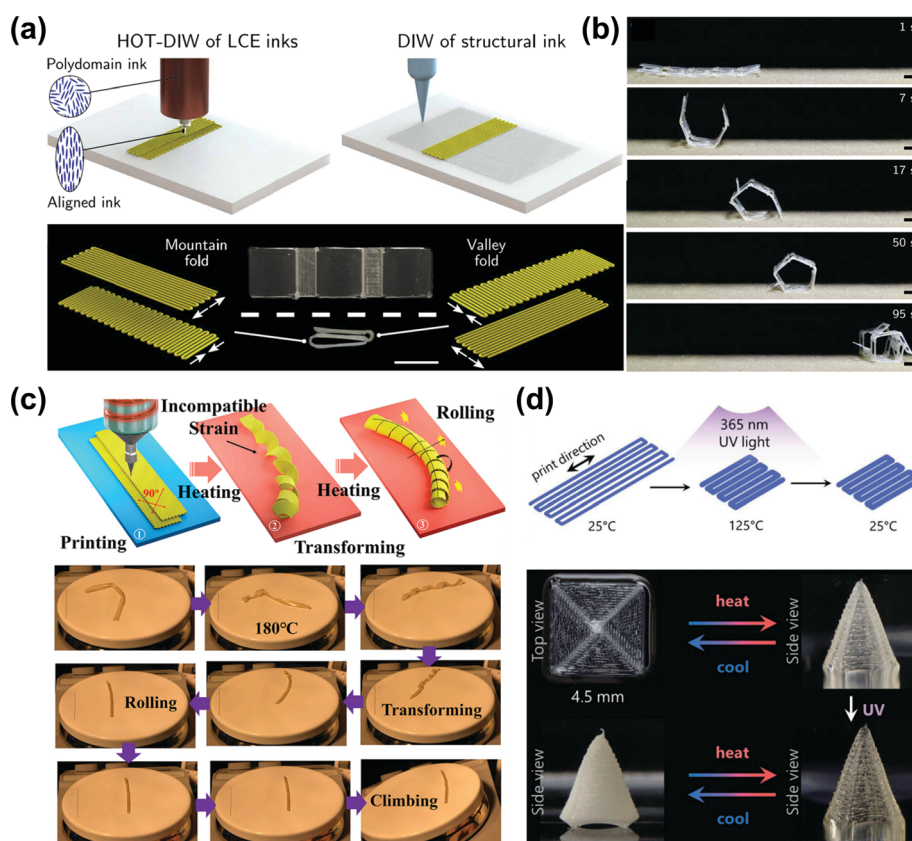 (a)
HOT-DIW of LCE inks
DIW of structural ink
Polydomain ink
Aligned ink
Mountain
fold
Valley
fold
(b)
1 s
7 s
17 s
50 s
95 s
(c)
Incompatible
Strain
Rolling
90°
Heating
Heating
①
②
③
Printing
Transforming
180℃
Rolling
Transforming
Climbing
(d)
365 nm
UV light
print direction
25°C
125°C
25°C
Top view
heat
cool
Side view
4.5 mm
UV
Side view
heat
cool
Side view